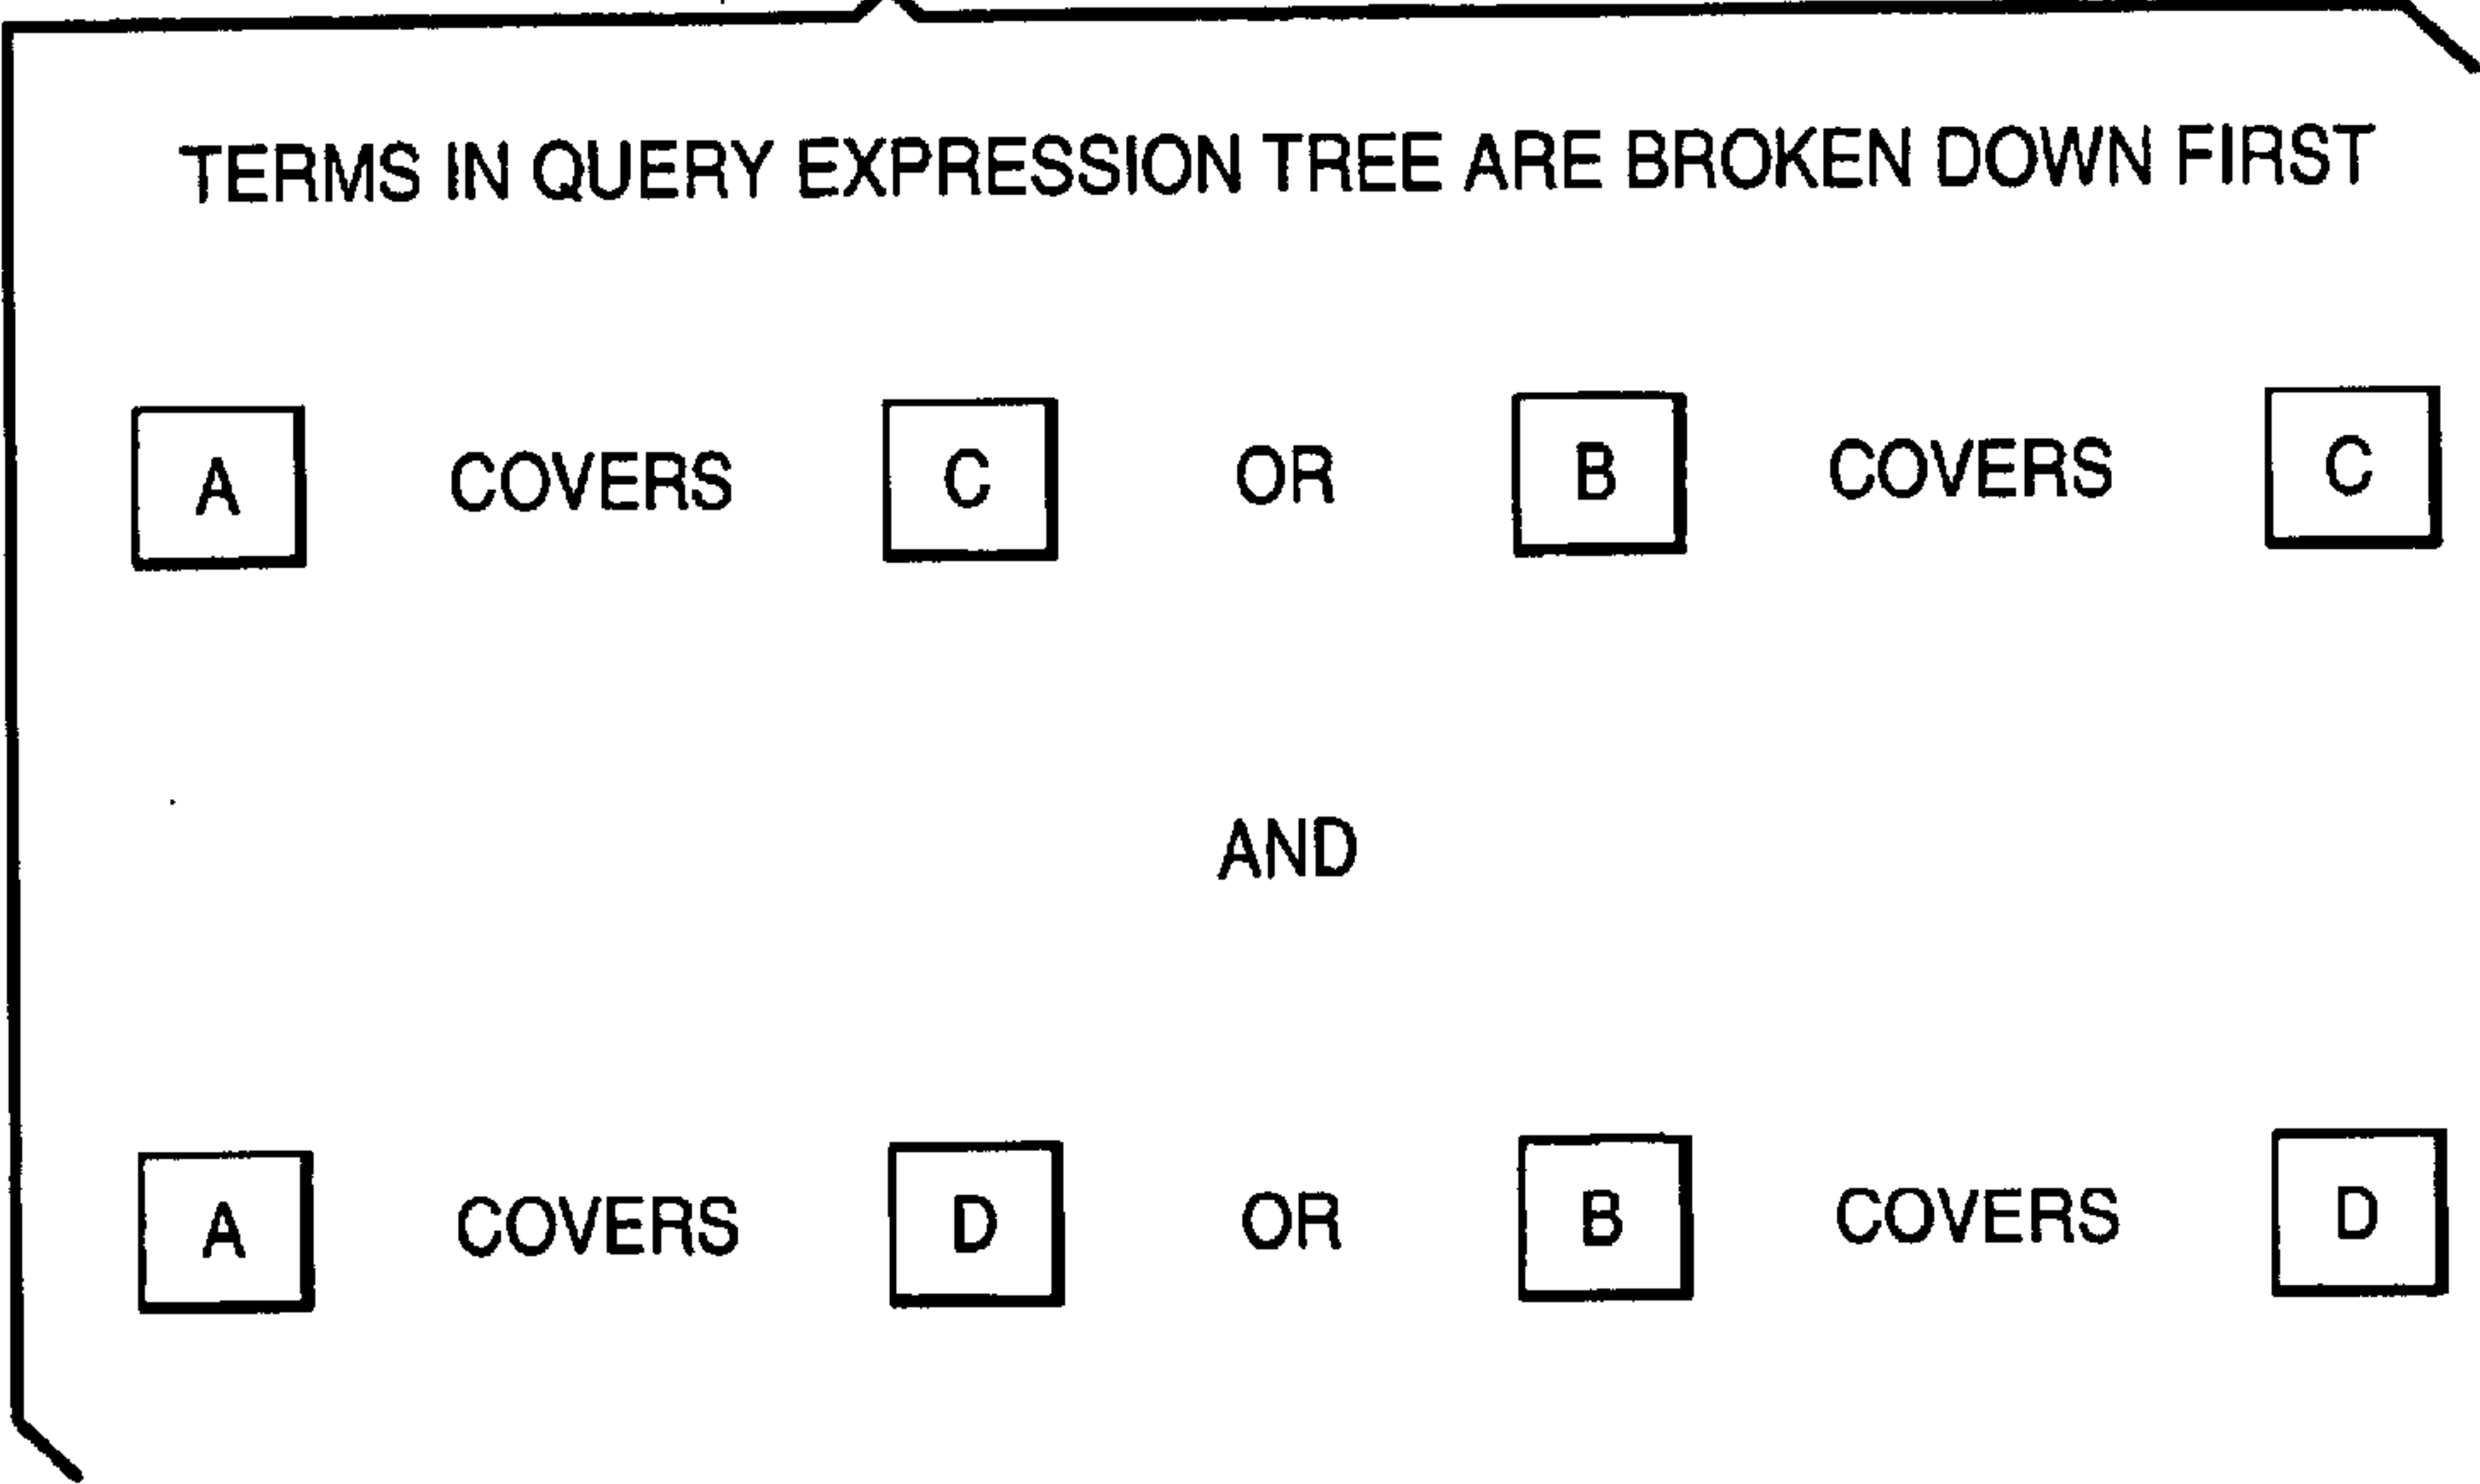 TERMS IN QUERY EXPRESSION TREE ARE BROKEN DOWN FIRST
A COVERS C OR B COVERS C
AND
A COVERS D OR B COVERS D